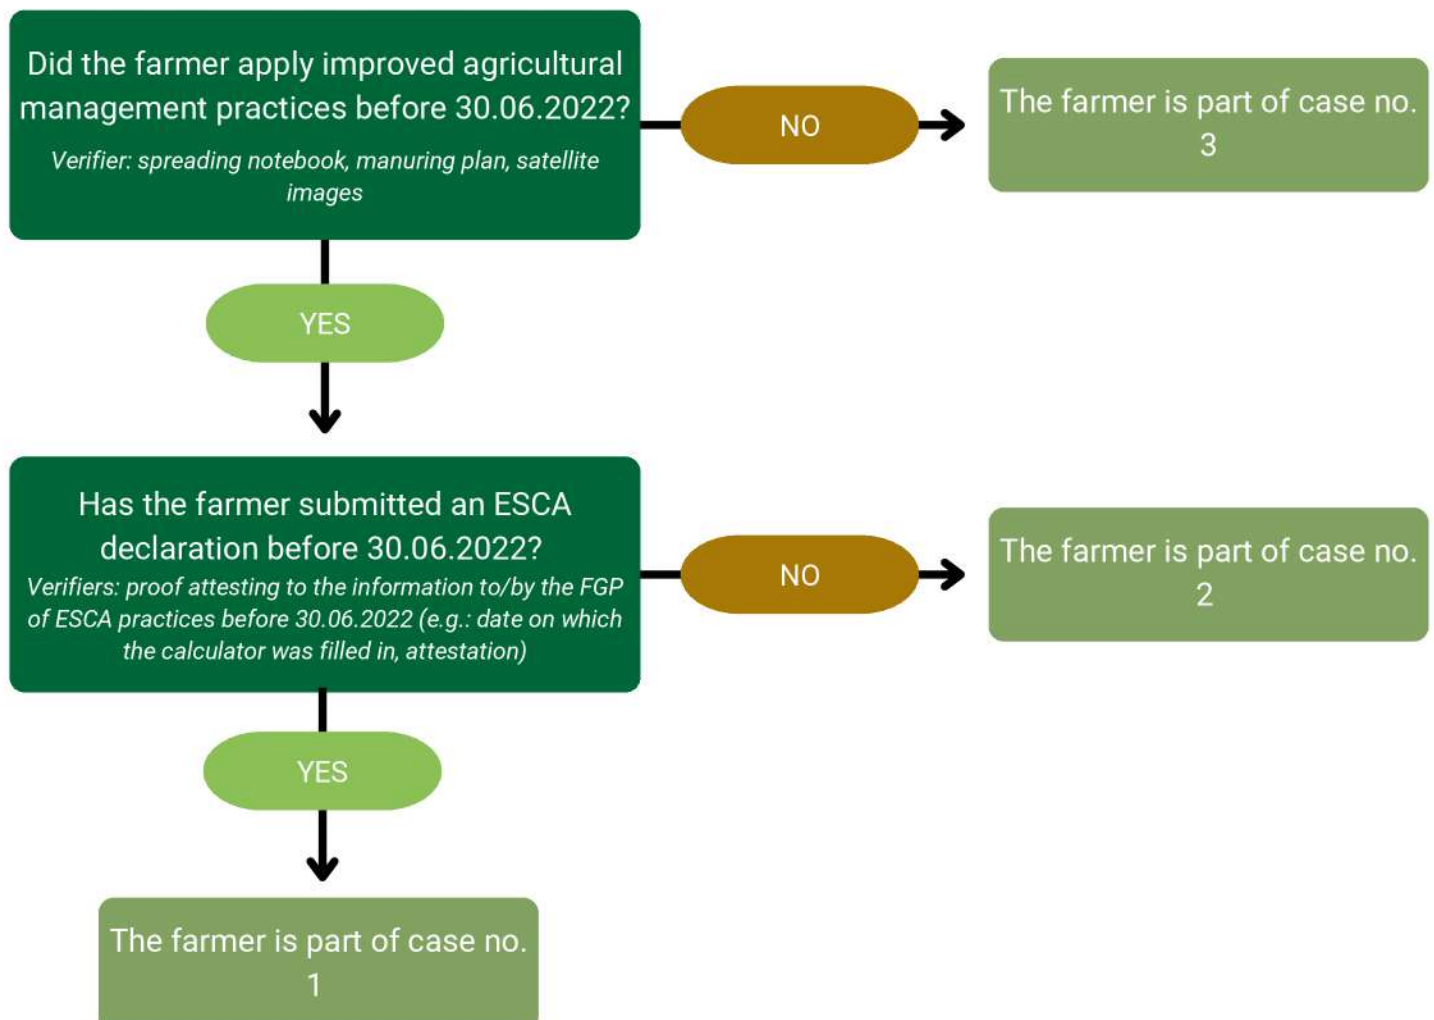 Did the farmer apply improved agricultural
management practices before 30.06.2022?
Verifier: spreading notebook, manuring plan, satellite
images
NO
The farmer is part of case no.
3
YES
Has the farmer submitted an ESCA
declaration before 30.06.2022?
Verifiers: proof attesting to the information to/by the FGP
of ESCA practices before 30.06.2022 (e.g.: date on which
the calculator was filled in, attestation)
NO
The farmer is part of case no.
2
YES
The farmer is part of case no.
1